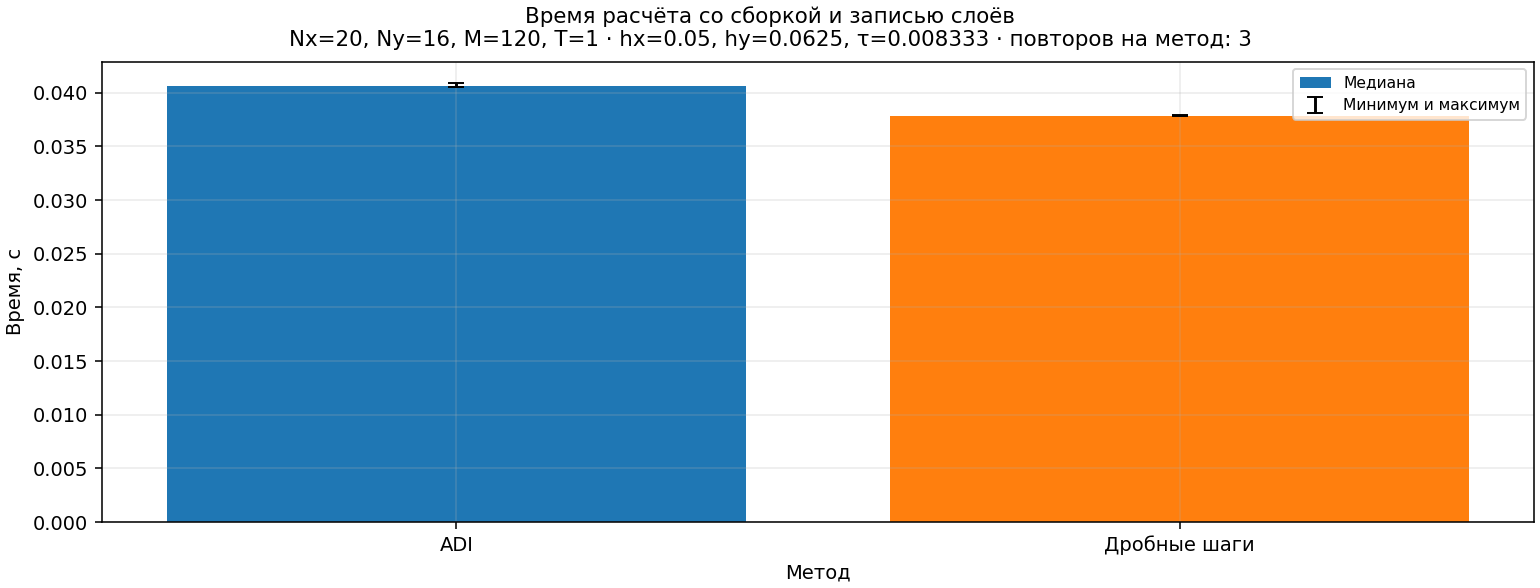 Время расчёта со сборкой и записью слоёв
Nx=20, Ny=16, M=120, T=1 · hx=0.05, hy=0.0625, τ=0.008333 · повторов на метод: 3
Медиана
Минимум и максимум
Время, с
0.040
0.035
0.030
0.025
0.020
0.015
0.010
0.005
0.000
ADI
Дробные шаги
Метод